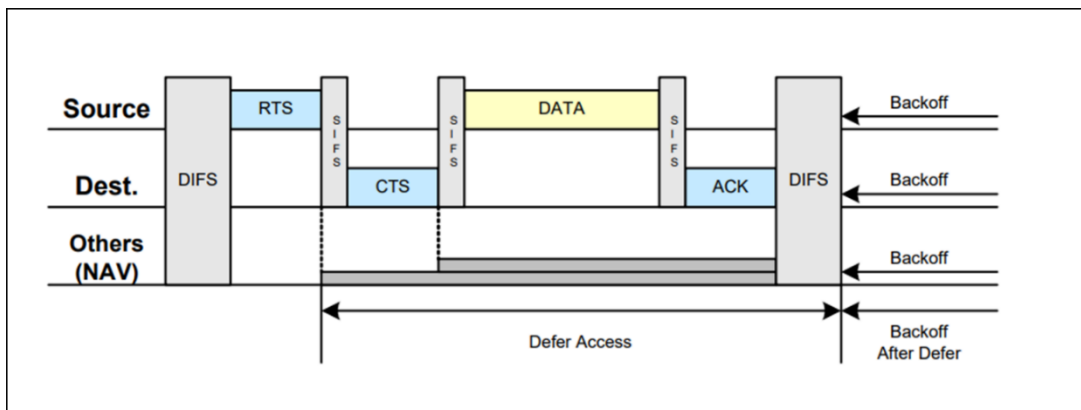 Source
DIFS
RTS
SIFS
SIFS
DATA
SIFS
DIFS
Backoff
Dest.
CTS
ACK
Backoff
Others
(NAV)
Backoff
Defer Access
Backoff
After Defer